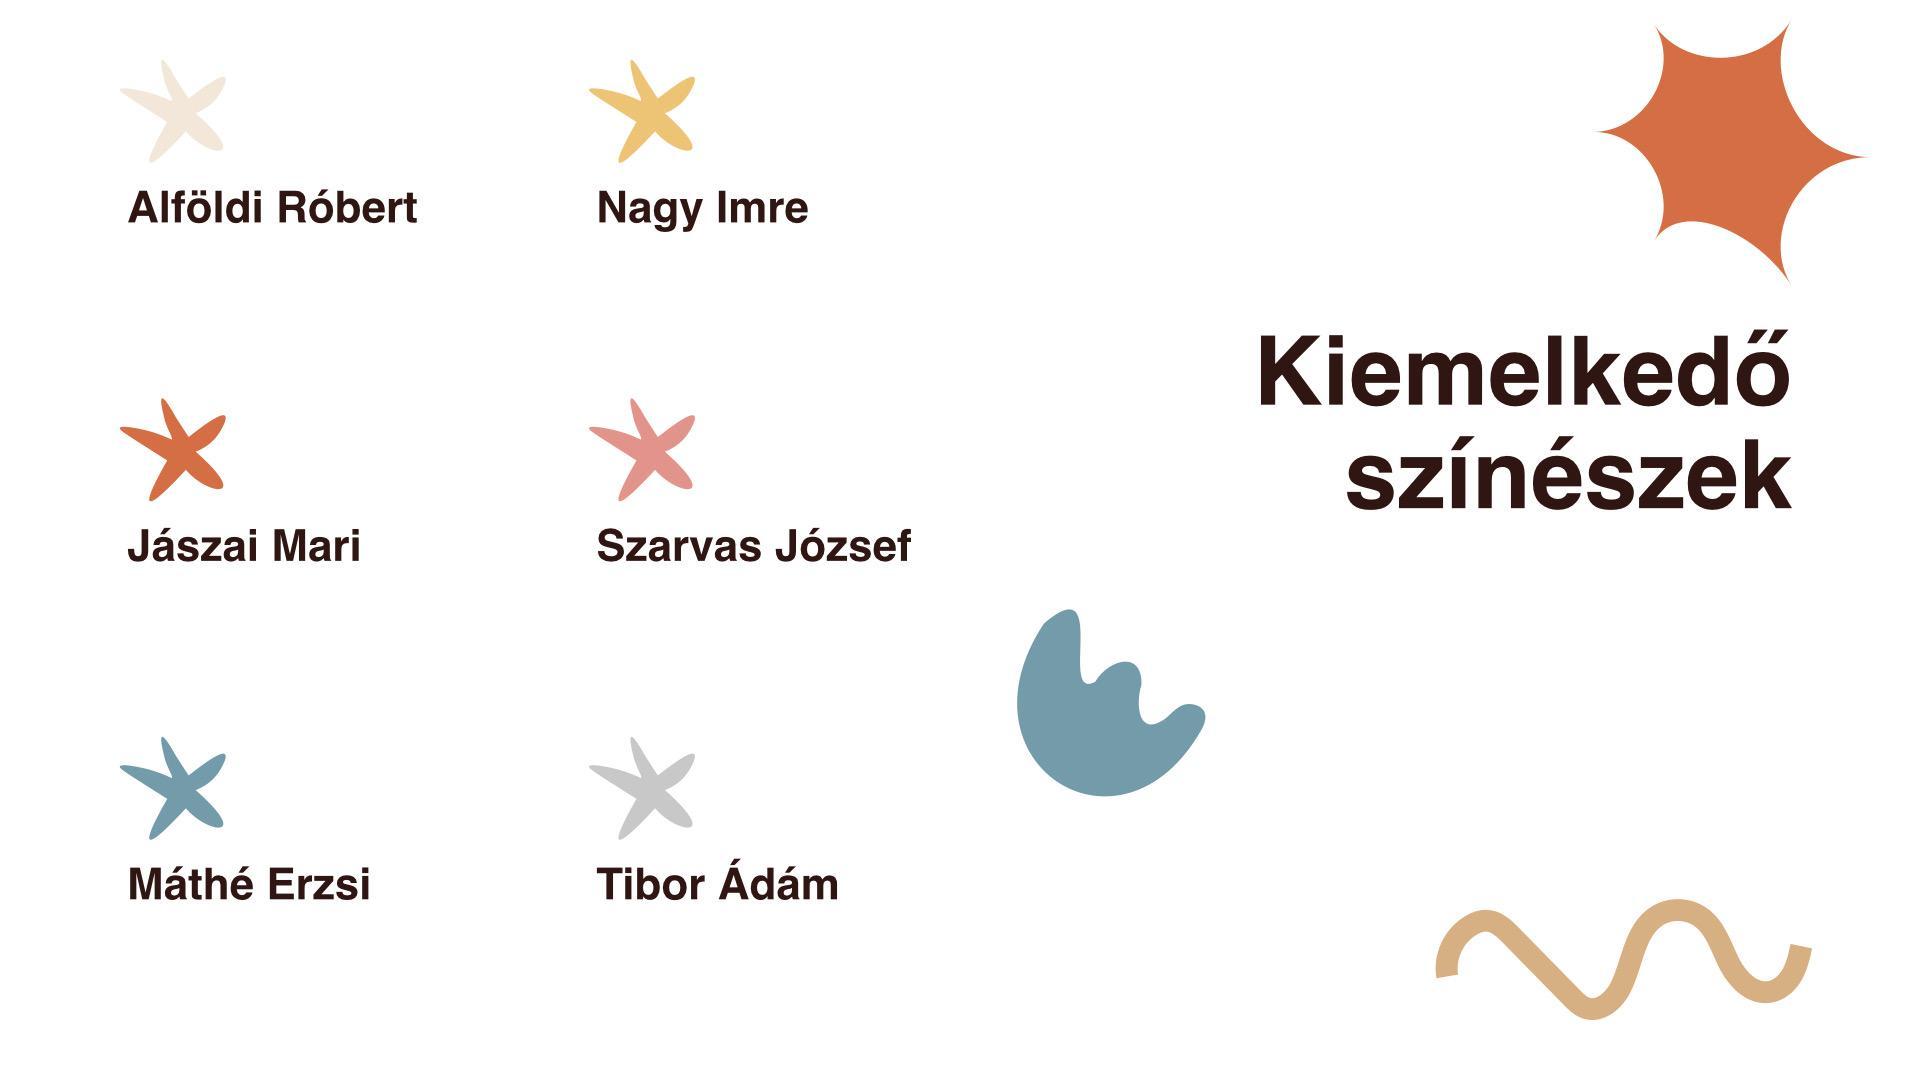 Kiemelkedő
színészek
Alföldi Róbert
Nagy Imre
Jászai Mari
Szarvas József
Máthé Erzsi
Tibor Ádám